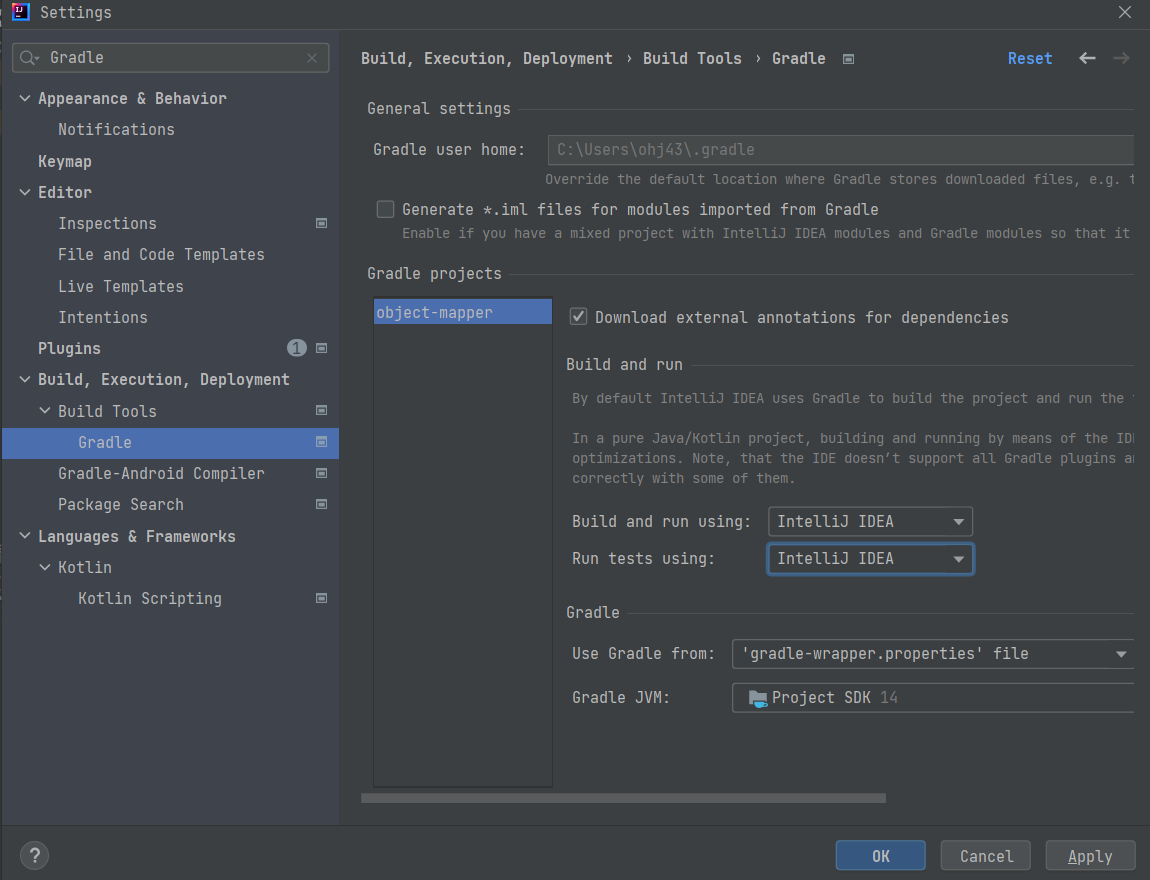 Settings
Gradle
Appearance & Behavior
Notifications
Keymap
Editor
Inspections
File and Code Templates
Live Templates
Intentions
Plugins 1
Build, Execution, Deployment
Build Tools
Gradle
Gradle-Android Compiler
Package Search
Languages & Frameworks
Kotlin
Kotlin Scripting
Build, Execution, Deployment › Build Tools › Gradle Reset
General settings
Gradle user home: C:\Users\ohj43\.gradle
Override the default location where Gradle stores downloaded files, e.g.
Generate *.iml files for modules imported from Gradle
Enable if you have a mixed project with IntelliJ IDEA modules and Gradle modules so that it
Gradle projects
object-mapper
Download external annotations for dependencies
Build and run
By default IntelliJ IDEA uses Gradle to build the project and run the
In a pure Java/Kotlin project, building and running by means of the IDE
optimizations. Note, that the IDE doesn't support all Gradle plugins a
correctly with some of them.
Build and run using: IntelliJ IDEA
Run tests using: IntelliJ IDEA
Gradle
Use Gradle from: 'gradle-wrapper.properties' file
Gradle JVM: Project SDK 14
? OK Cancel Apply